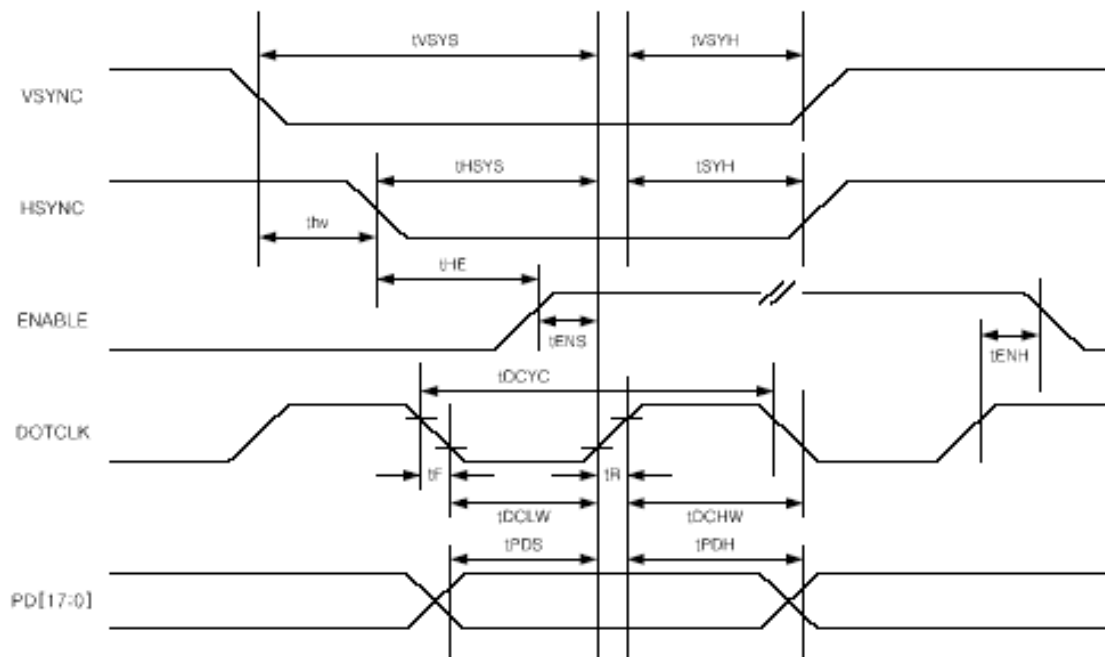 tVSYS tVSYH
VSYNC
tHSYS tSYH
HSYNC
thv
tHE
ENABLE
tENS
tENH
tDCYC
DOTCLK
tF tR
tDCLW tDCHW
tPDS tPDH
PD[17:0]